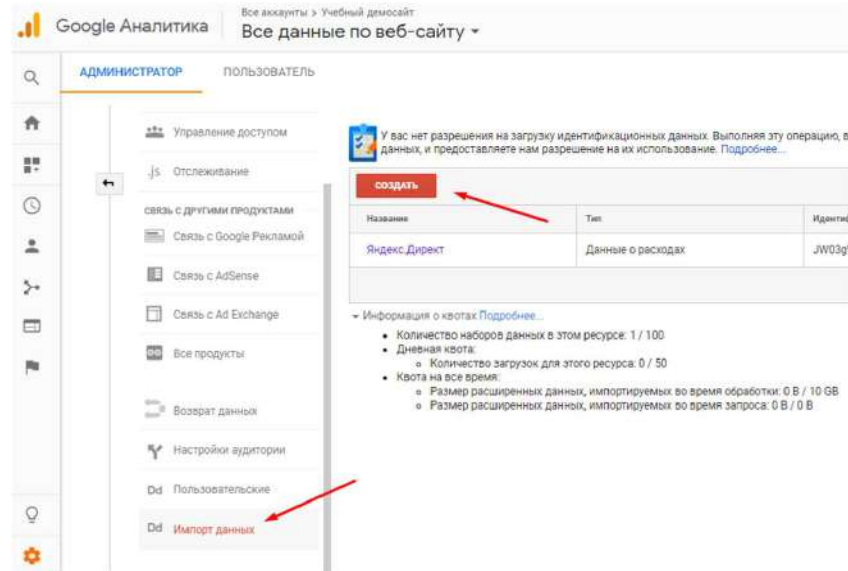 Все аккаунты > Учебный демосайт
Google Аналитика
Все данные по веб-сайту
АДМИНИСТРАТОР
ПОЛЬЗОВАТЕЛЬ
Управление доступом
.js Отслеживание
СВЯЗЬ С ДРУГИМИ ПРОДУКТАМИ
Связь с Google Рекламой
Связь с AdSense
Связь с Ad Exchange
Все продукты
Возврат данных
Настройки аудитории
Dd Пользовательские
Dd Импорт данных
У вас нет разрешения на загрузку идентификационных данных. Выполняя эту операцию, в
данных, и предоставляете нам разрешение на их использование. Подробнее...
СОЗДАТЬ
Название Тип Идентиф
Яндекс.Директ Данные о расходах JW03g
Информация о квотах Подробнее...
Количество наборов данных в этом ресурсе: 1 / 100
Дневная квота:
Количество загрузок для этого ресурса: 0 / 50
Квота на все время:
Размер расширенных данных, импортируемых во время обработки: 0 B / 10 GB
Размер расширенных данных, импортируемых во время запроса: 0 B / 0 B